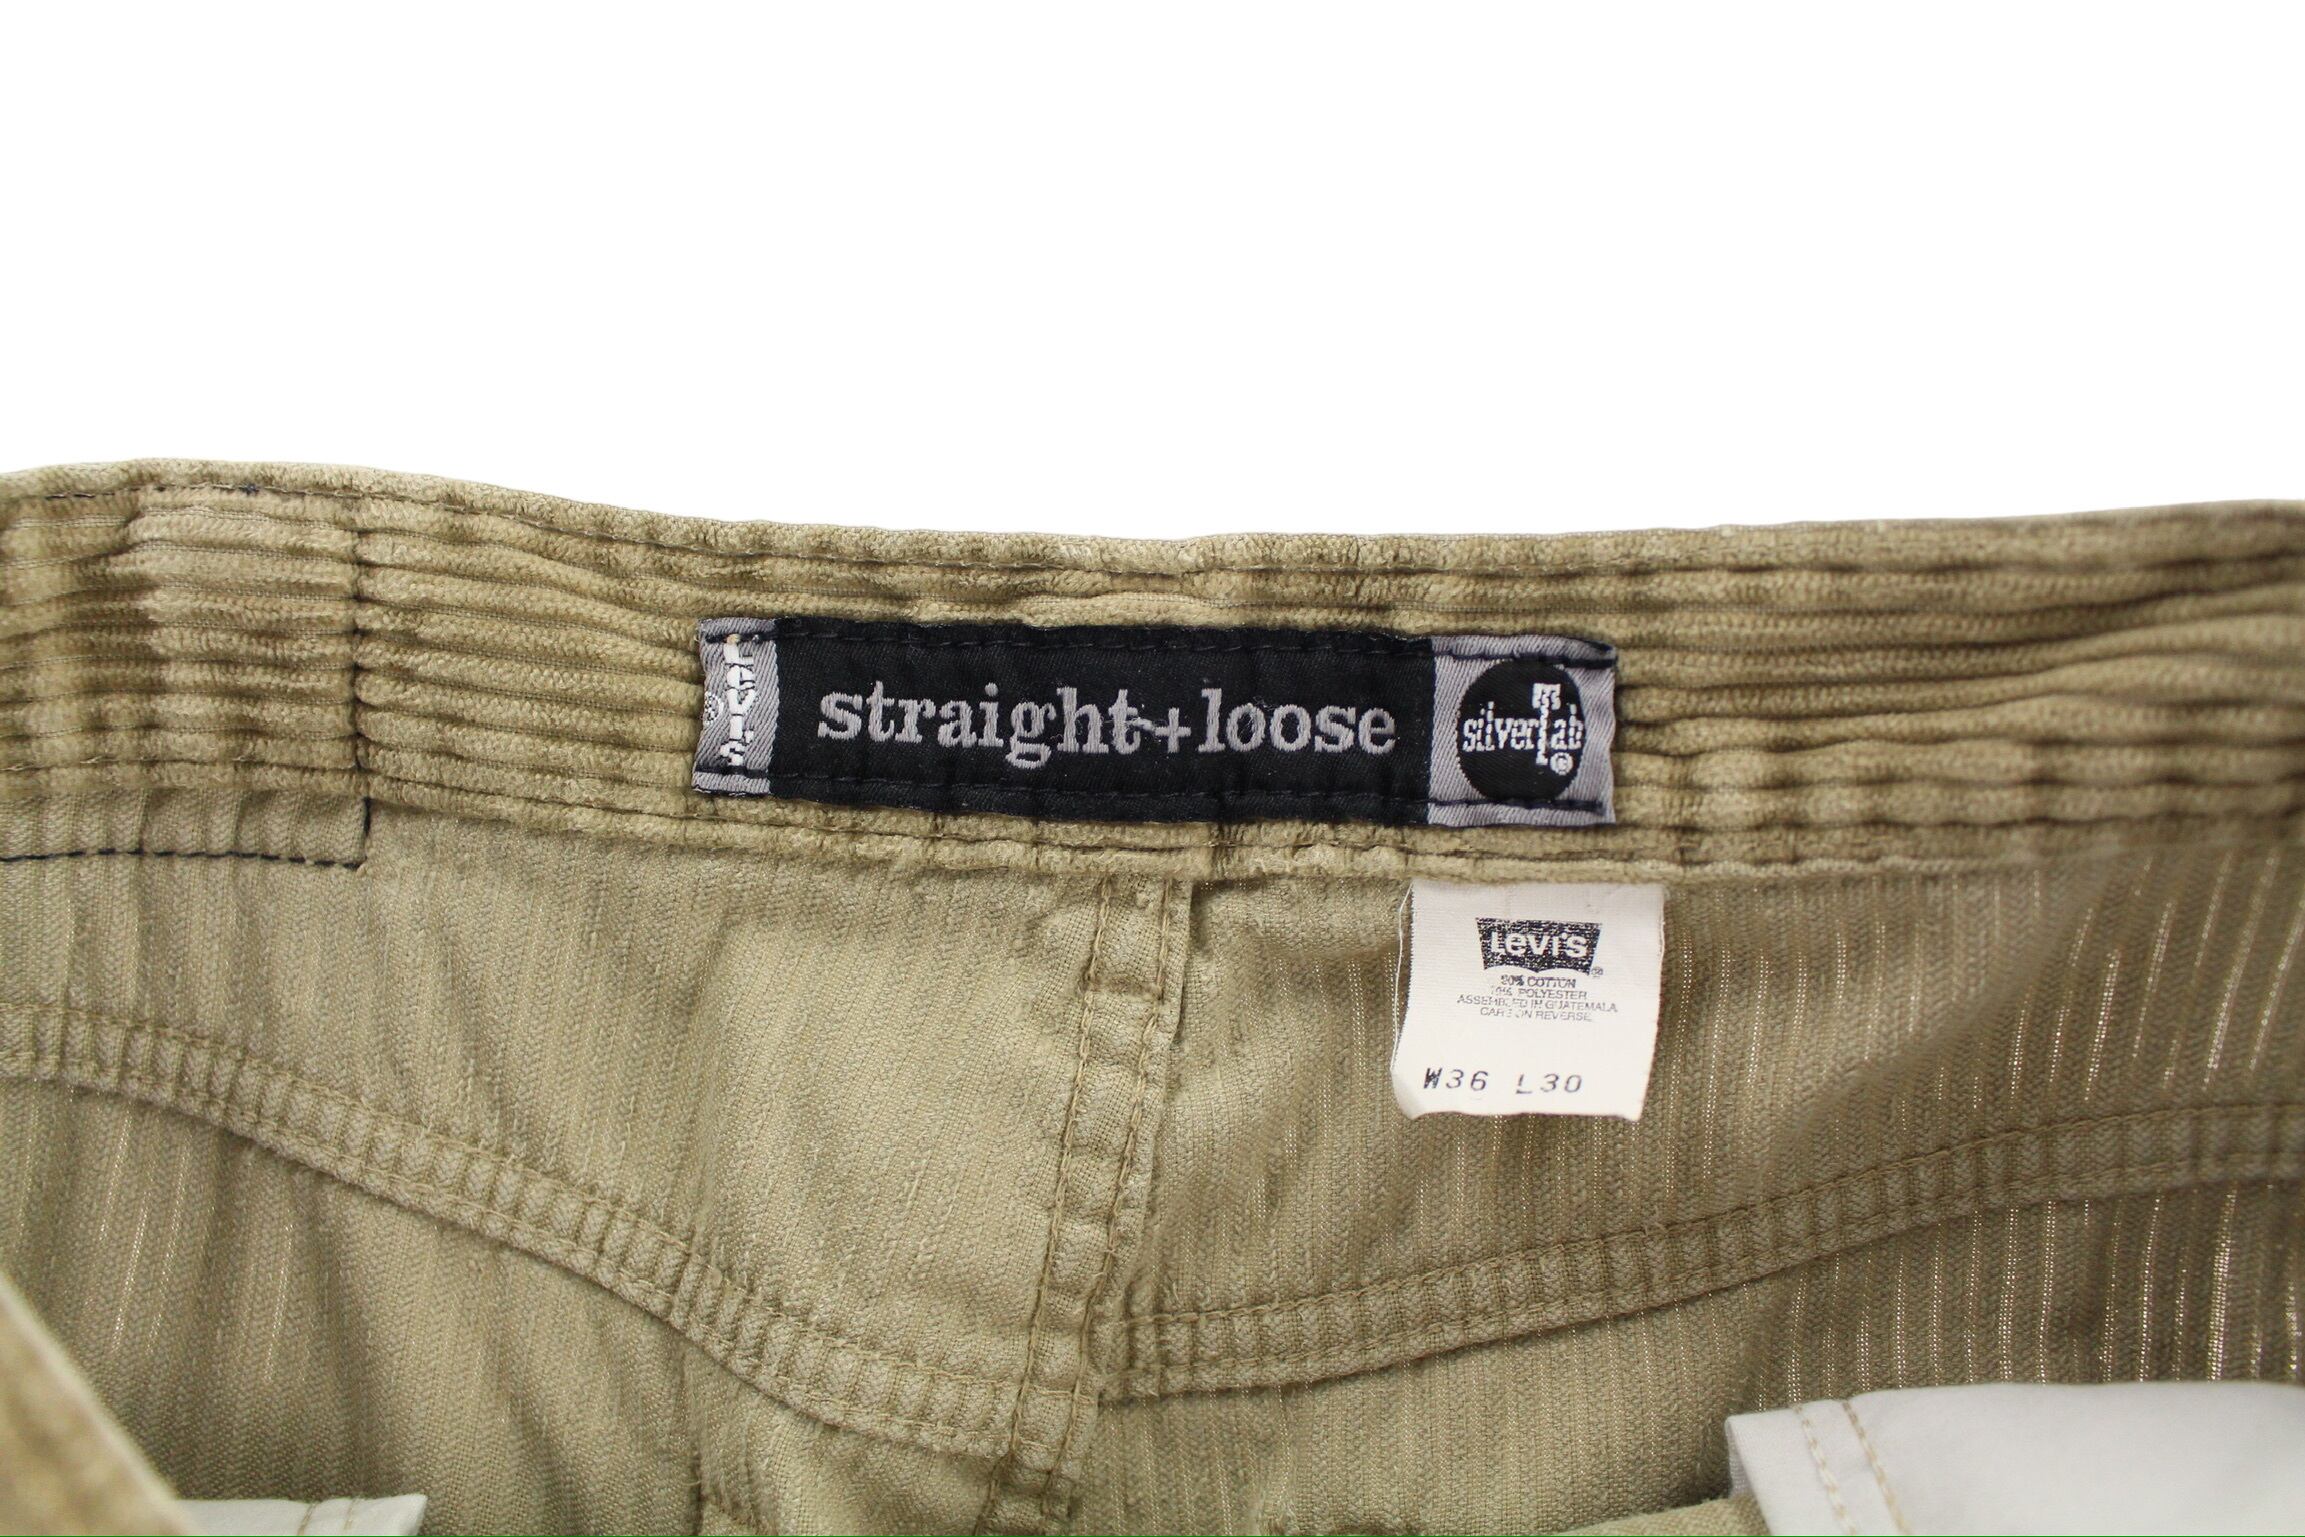 Levi's ®
straight+loose
silverTab ®
Levi's ®
COTTON
POLYESTER
ASSEMBLED IN GUATEMALA
CARE ON REVERSE
W36 L30